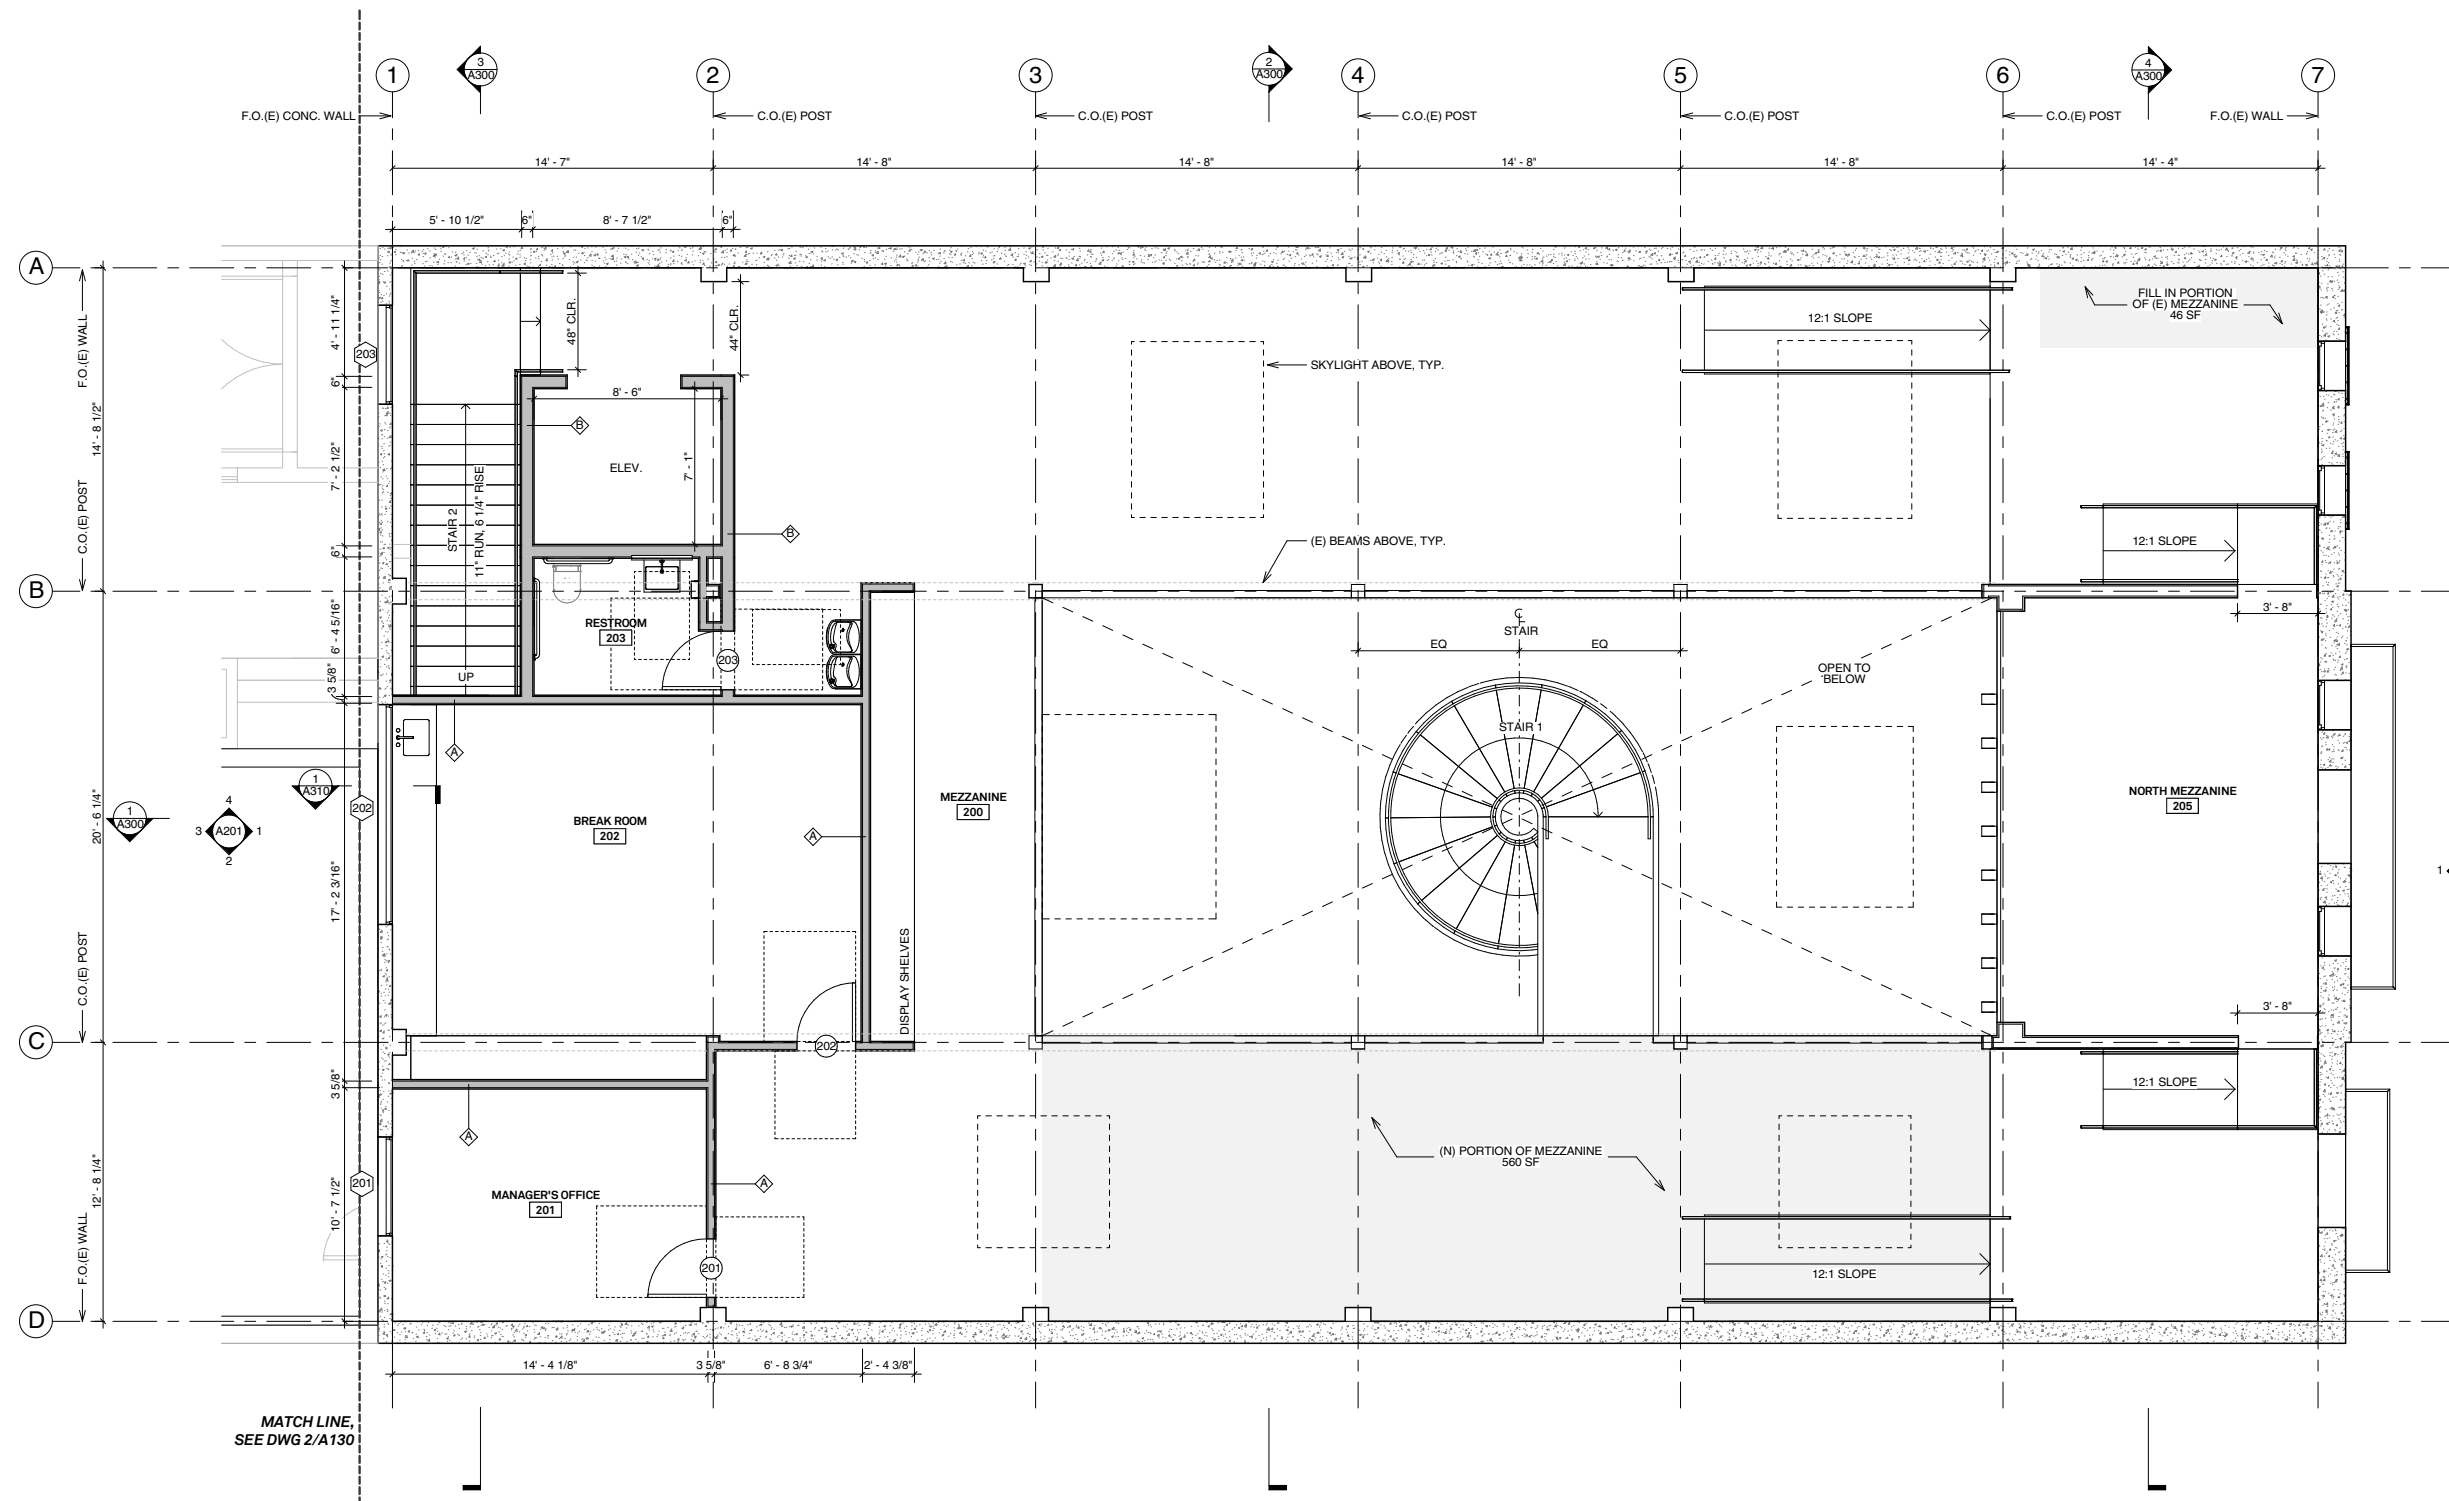 3
A300
2
A300
4
A300
1
2
3
4
5
6
7
F.O.(E) CONC. WALL
C.O.(E) POST
C.O.(E) POST
C.O.(E) POST
C.O.(E) POST
C.O.(E) POST
F.O.(E) WALL
14' - 7"
14' - 8"
14' - 8"
14' - 8"
14' - 8"
14' - 4"
5' - 10 1/2"
6"
8' - 7 1/2"
6"
A
B
C
D
F.O.(E) WALL
C.O.(E) POST
C.O.(E) POST
F.O.(E) WALL
14' - 8 1/2"
20' - 6 1/4"
12' - 8 1/4"
4' - 11 1/4"
6"
7' - 2 1/2"
6"
6' - 4 5/16"
3 5/8"
17' - 2 3/16"
3 5/8"
10' - 7 1/2"
203
202
201
48" CLR.
44" CLR.
8' - 6"
7' - 1"
B
ELEV.
B
STAIR 2
11" RUN, 6 1/4" RISE
UP
RESTROOM
203
203
SKYLIGHT ABOVE, TYP.
(E) BEAMS ABOVE, TYP.
12:1 SLOPE
FILL IN PORTION
OF (E) MEZZANINE
46 SF
12:1 SLOPE
3' - 8"
CL
STAIR
EQ
EQ
OPEN TO
BELOW
STAIR 1
A
A
BREAK ROOM
202
202
MEZZANINE
200
DISPLAY SHELVES
NORTH MEZZANINE
205
3' - 8"
12:1 SLOPE
1
A310
1
A300
4
3
A201
1
2
1
A
A
MANAGER'S OFFICE
201
201
(N) PORTION OF MEZZANINE
560 SF
12:1 SLOPE
14' - 4 1/8"
3 5/8"
6' - 8 3/4"
2' - 4 3/8"
MATCH LINE,
SEE DWG 2/A130